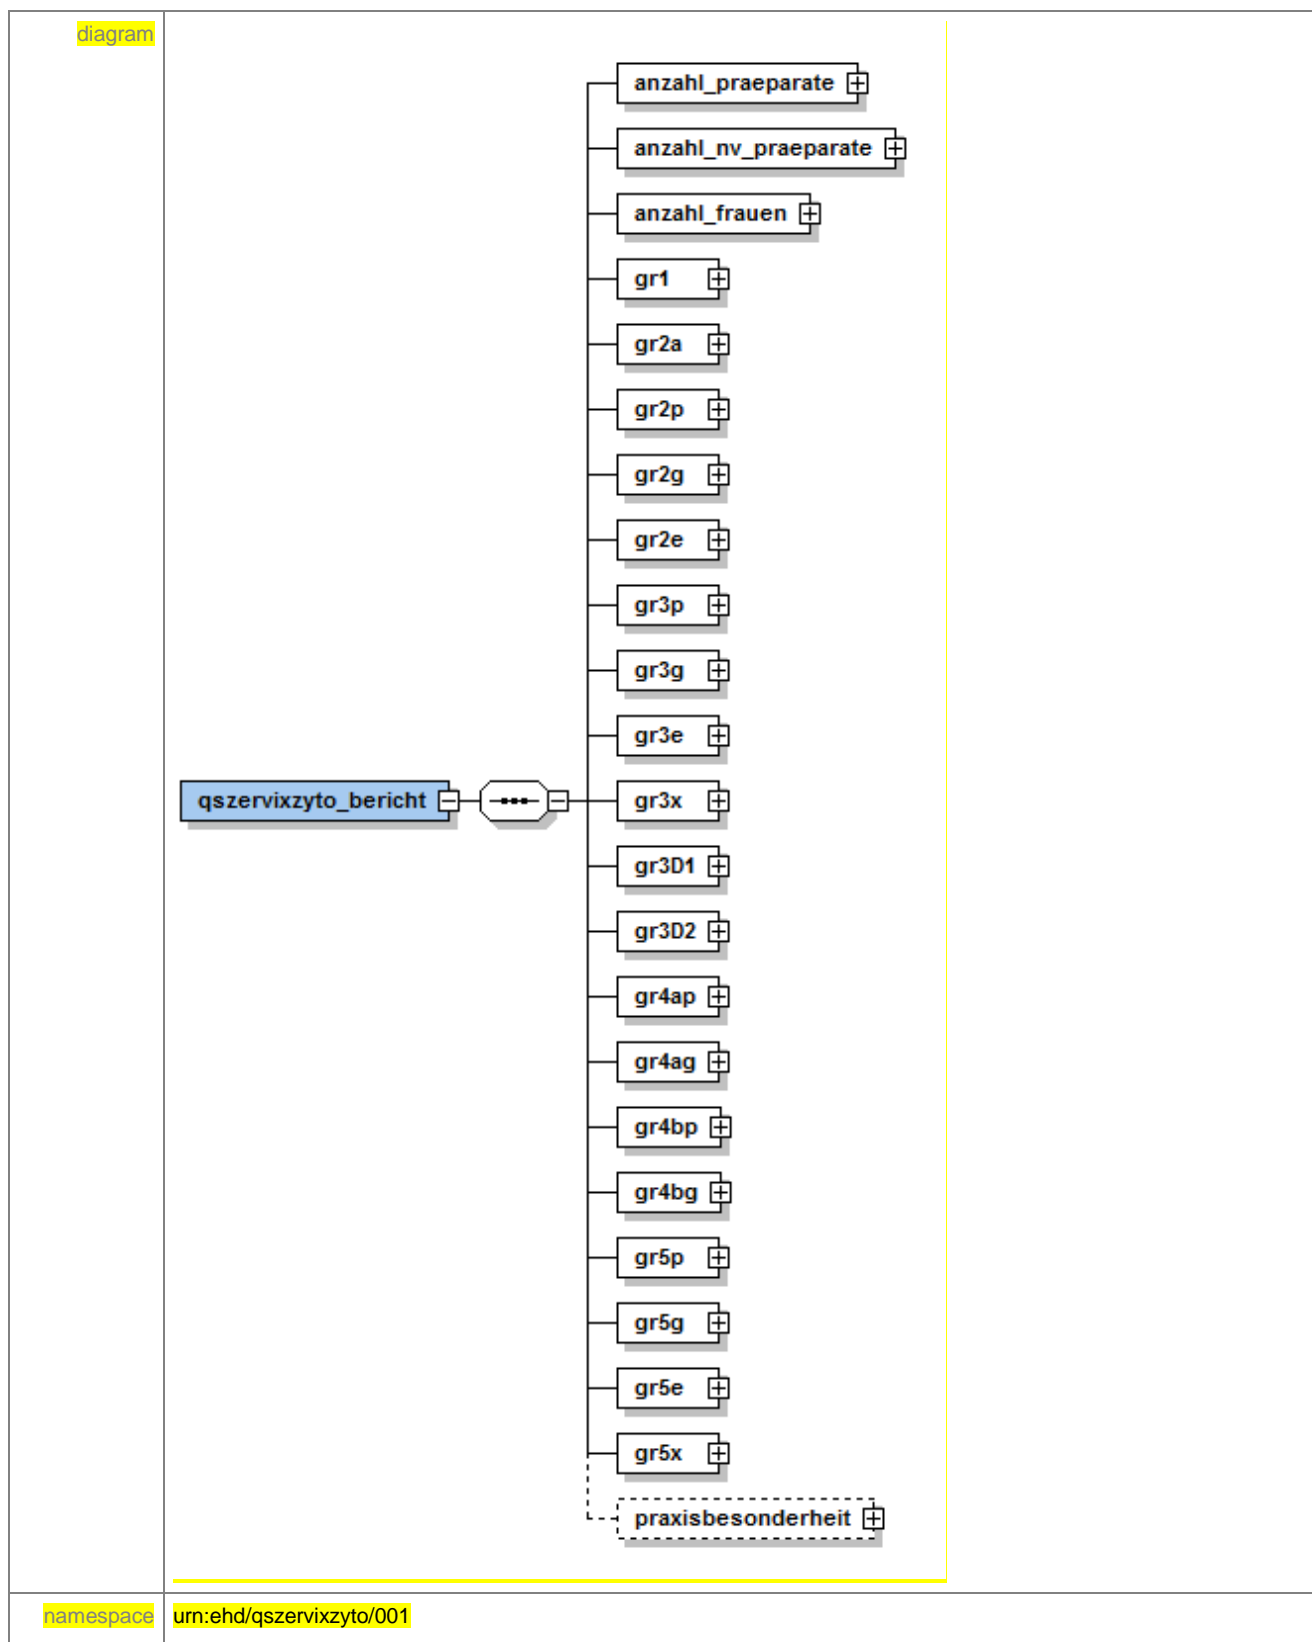 diagram
anzahl_praeparate
anzahl_nv_praeparate
anzahl_frauen
gr1
gr2a
gr2p
gr2g
gr2e
gr3p
gr3g
gr3e
qszervixzyto_bericht
gr3x
gr3D1
gr3D2
gr4ap
gr4ag
gr4bp
gr4bg
gr5p
gr5g
gr5e
gr5x
praxisbesonderheit
namespace urn:ehd/qszervixzyto/001